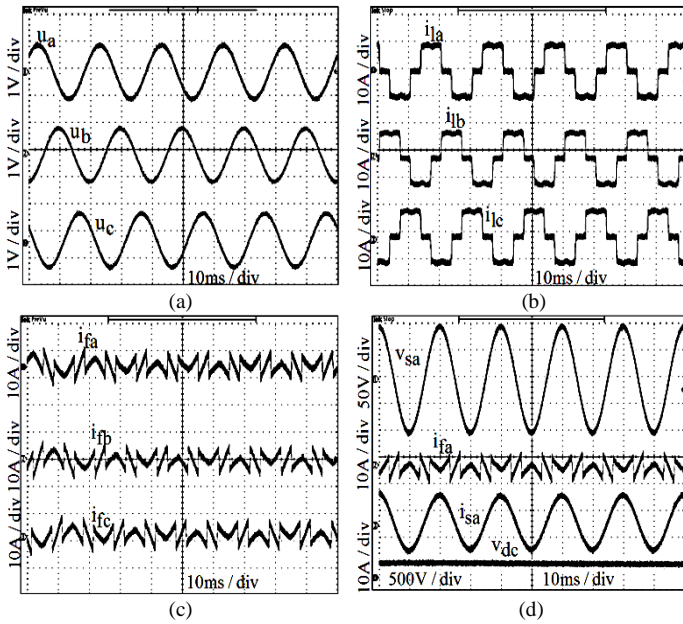 u_a
1V / div
u_b
1V / div
u_c
1V / div
10ms / div
(a)
i_la
10A / div
i_lb
10A / div
i_lc
10A / div
10ms / div
(b)
i_fa
10A / div
i_fb
10A / div
i_fc
10A / div
10ms / div
(c)
v_sa
50V / div
i_fa
10A / div
i_sa
v_dc
10A / div
500V / div
10ms / div
(d)